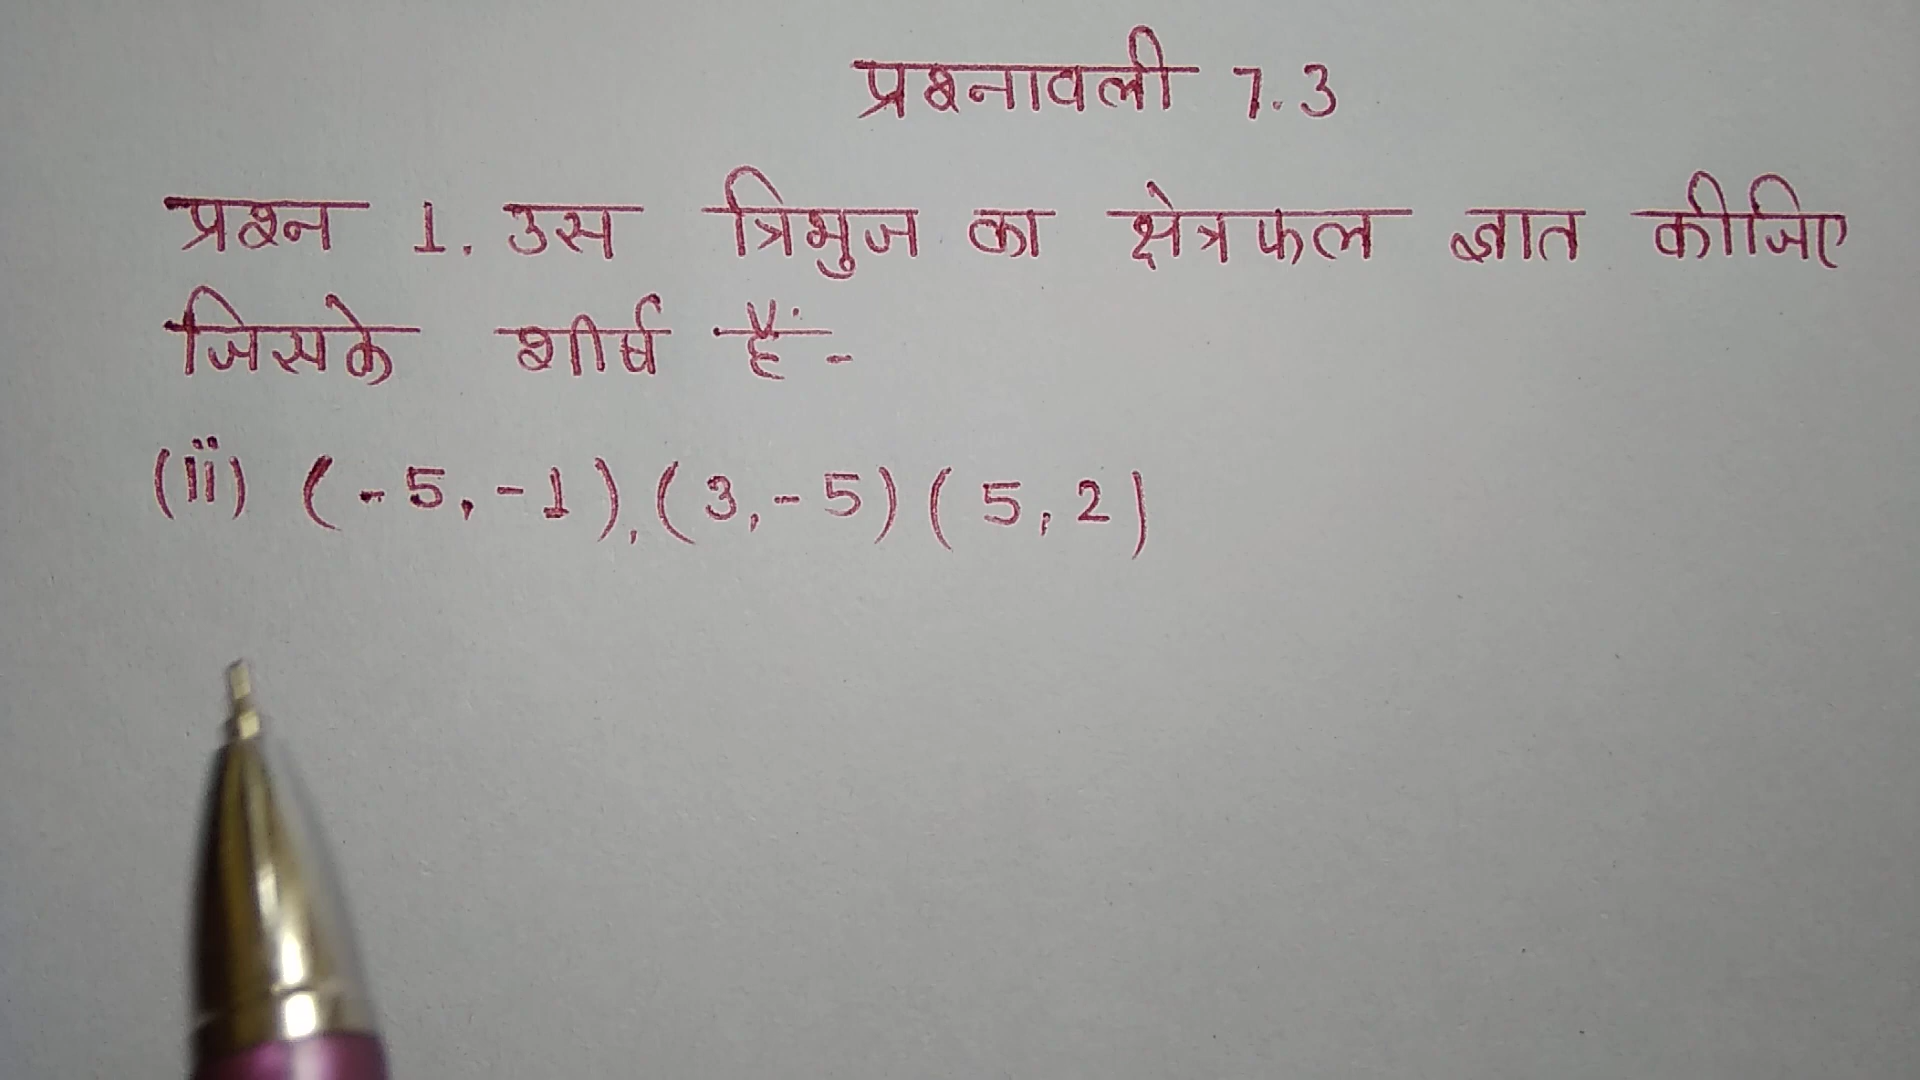 प्रश्नावली 7.3
प्रश्न 1. उस त्रिभुज का क्षेत्रफल ज्ञात कीजिए
जिसके शीर्ष हैं-
(ii) (-5,-1),(3,-5)(5,2)